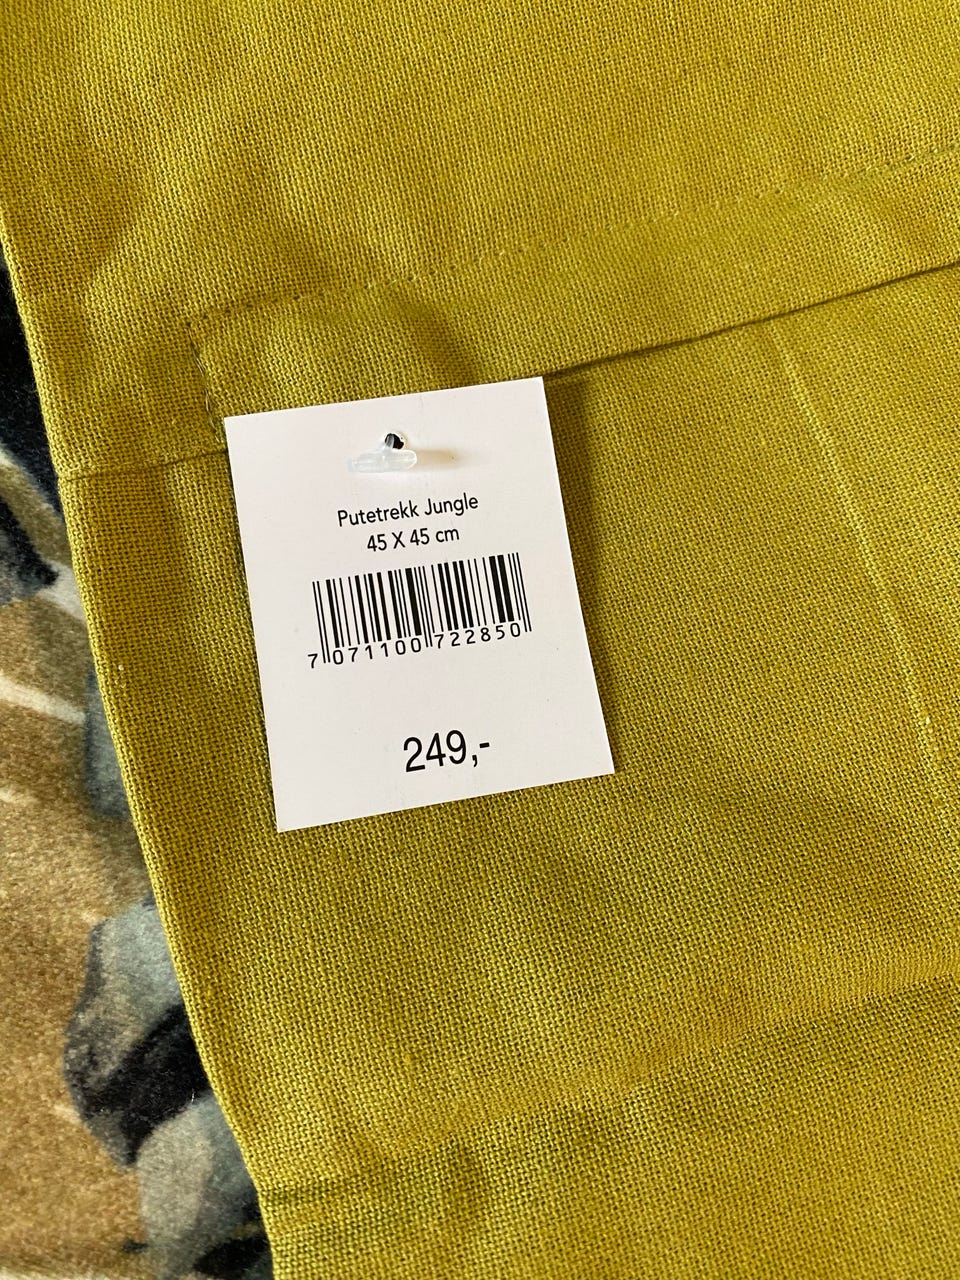 Putetrekk Jungle
45 X 45 cm
7 071100 722850
249,-